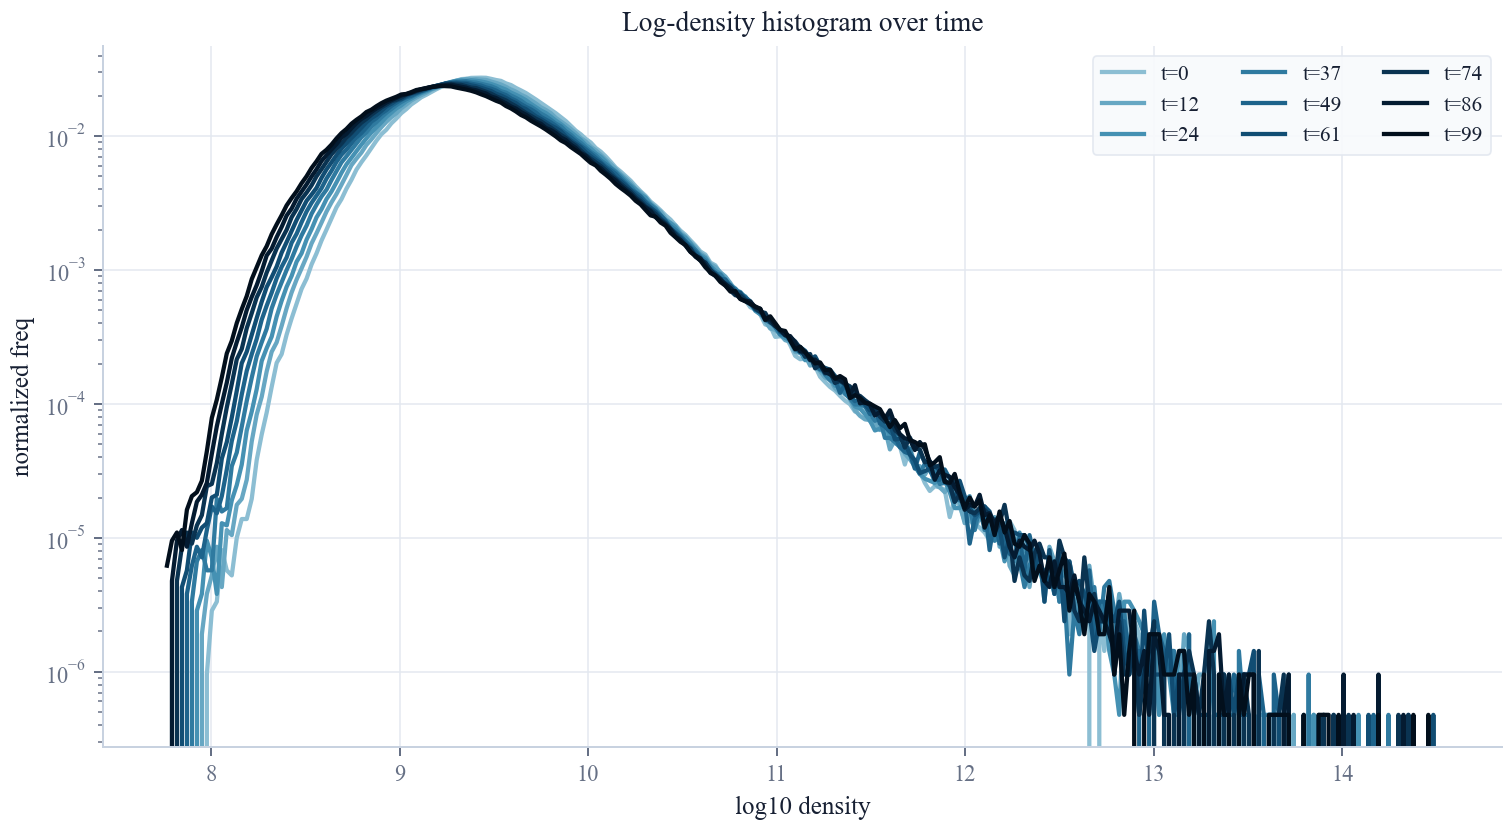 Log-density histogram over time
t=0 t=37 t=74
t=12 t=49 t=86
t=24 t=61 t=99
normalized freq
10⁻²
10⁻³
10⁻⁴
10⁻⁵
10⁻⁶
8 9 10 11 12 13 14
log10 density